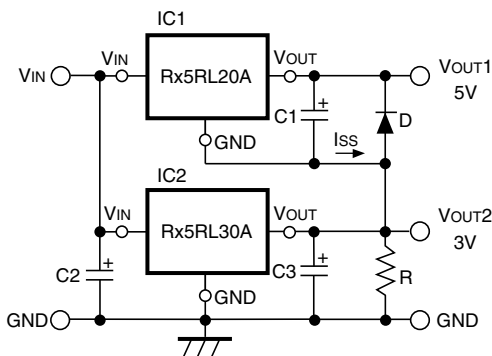 IC1
VIN
VIN
Rx5RL20A
VOUT
VOUT1
5V
C1
+
D
GND
ISS
IC2
VIN
Rx5RL30A
VOUT
VOUT2
3V
C2
+
C3
+
R
GND
GND
GND